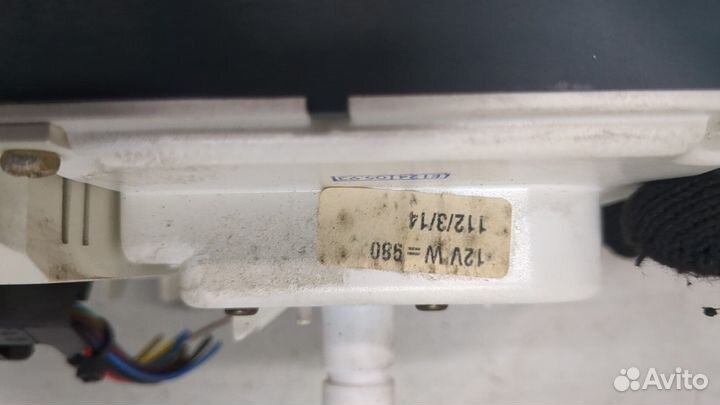 12V W = 980
112/3/14
Avito